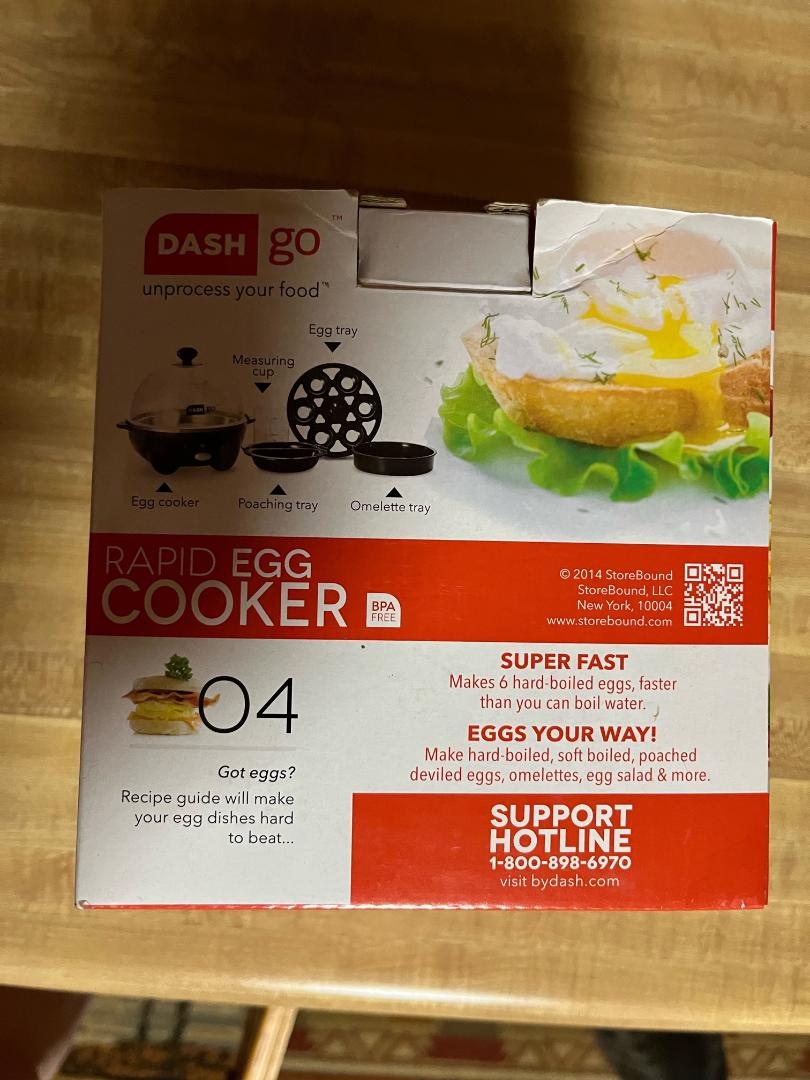 DASH go™
unprocess your food™
Egg tray
Measuring
cup
DASH GO
Egg cooker
Poaching tray
Omelette tray
RAPID EGG
COOKER
BPA
FREE
© 2014 StoreBound
StoreBound, LLC
New York, 10004
www.storebound.com
04
Got eggs?
Recipe guide will make
your egg dishes hard
to beat...
SUPER FAST
Makes 6 hard-boiled eggs, faster
than you can boil water.
EGGS YOUR WAY!
Make hard-boiled, soft boiled, poached
deviled eggs, omelettes, egg salad & more.
SUPPORT
HOTLINE
1-800-898-6970
visit bydash.com